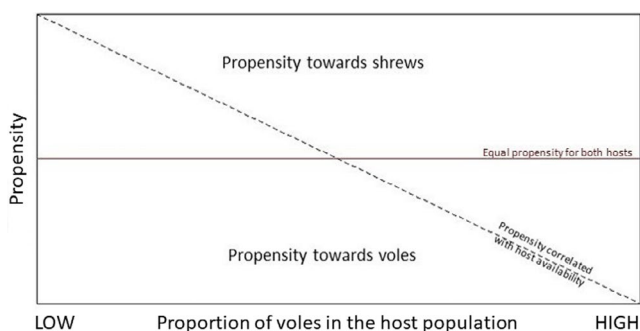 Propensity towards shrews
Propensity
Equal propensity for both hosts
Propensity correlated
with host availability
Propensity towards voles
LOW Proportion of voles in the host population HIGH